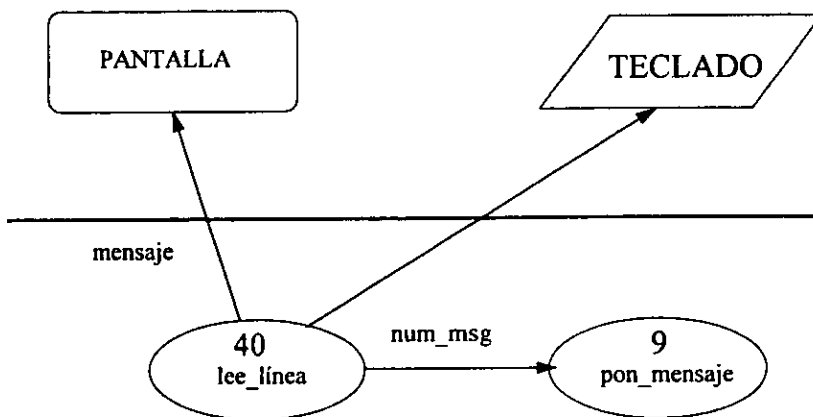 PANTALLA
TECLADO
mensaje
40
lee_línea
num_msg
9
pon_mensaje